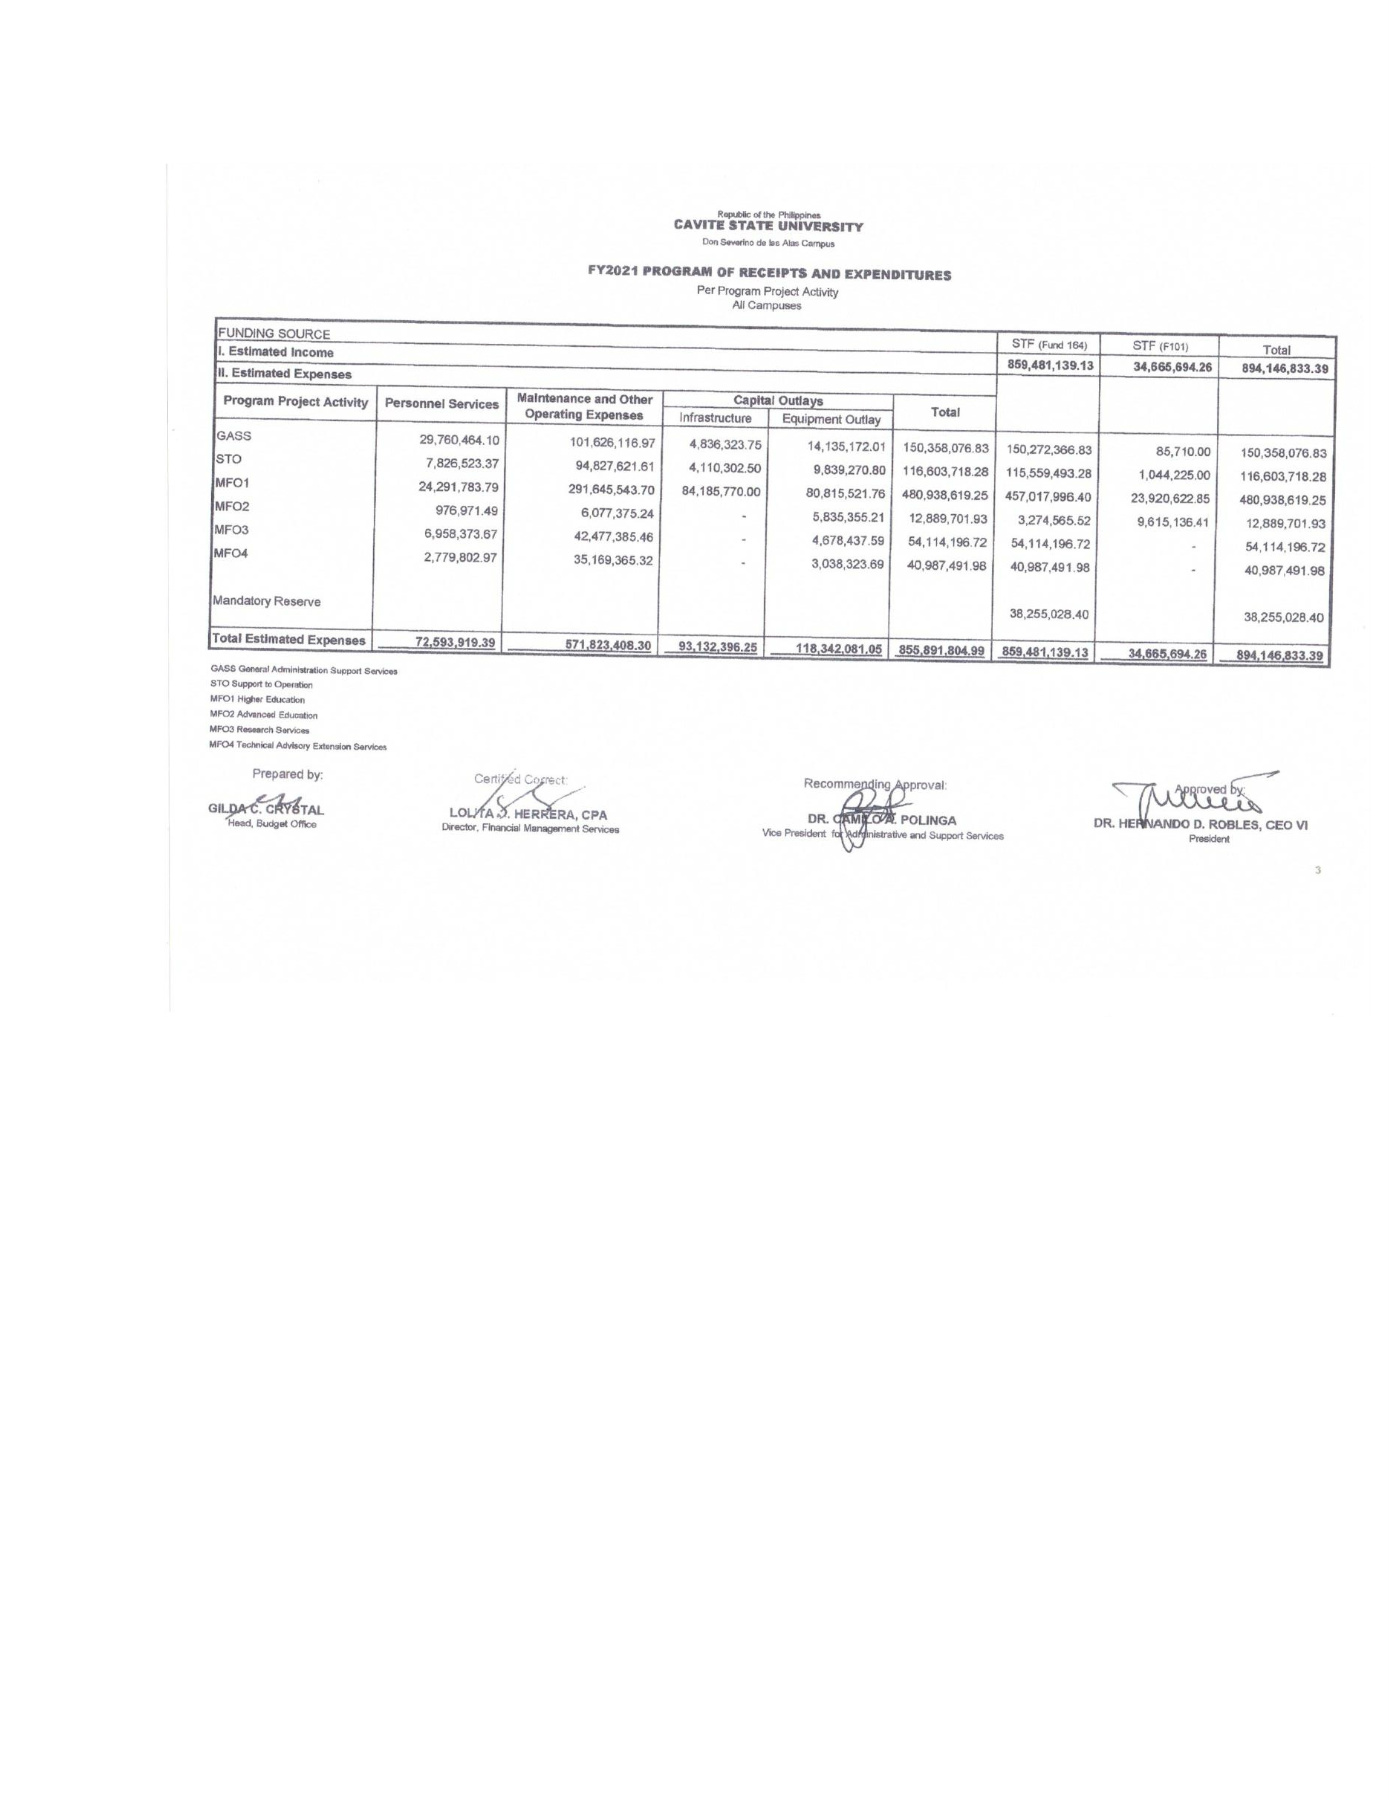 Republic of the Philippines
CAVITE STATE UNIVERSITY
Don Severino de las Alas Campus
FY2021 PROGRAM OF RECEIPTS AND EXPENDITURES
Per Program Project Activity
All Campuses
FUNDING SOURCE STF (Fund 164) STF (F101) Total
I. Estimated Income 859,481,139.13 34,665,694.26 894,146,833.39
II. Estimated Expenses
Program Project Activity Personnel Services Maintenance and Other Operating Expenses Capital Outlays Total
Infrastructure Equipment Outlay
GASS 29,760,464.10 101,626,116.97 4,836,323.75 14,135,172.01 150,358,076.83 150,272,366.83 85,710.00 150,358,076.83
STO 7,826,523.37 94,827,621.61 4,110,302.50 9,839,270.80 116,603,718.28 115,559,493.28 1,044,225.00 116,603,718.28
MFO1 24,291,783.79 291,645,543.70 84,185,770.00 80,815,521.76 480,938,619.25 457,017,996.40 23,920,622.85 480,938,619.25
MFO2 976,971.49 6,077,375.24 - 5,835,355.21 12,889,701.93 3,274,565.52 9,615,136.41 12,889,701.93
MFO3 6,958,373.67 42,477,385.46 - 4,678,437.59 54,114,196.72 54,114,196.72 - 54,114,196.72
MFO4 2,779,802.97 35,169,365.32 - 3,038,323.69 40,987,491.98 40,987,491.98 - 40,987,491.98
Mandatory Reserve 38,255,028.40 38,255,028.40
Total Estimated Expenses 72,593,919.39 571,823,408.30 93,132,396.25 118,342,081.05 855,891,804.99 859,481,139.13 34,665,694.26 894,146,833.39
GASS General Administration Support Services
STO Support to Operation
MFO1 Higher Education
MFO2 Advanced Education
MFO3 Research Services
MFO4 Technical Advisory Extension Services
Prepared by: Certified Correct: Recommending Approval: Approved by:
GILDA C. CRYSTAL LOLITA S. HERRERA, CPA DR. CAMILO A. POLINGA DR. HERNANDO D. ROBLES, CEO VI
Head, Budget Office Director, Financial Management Services Vice President for Administrative and Support Services President
3